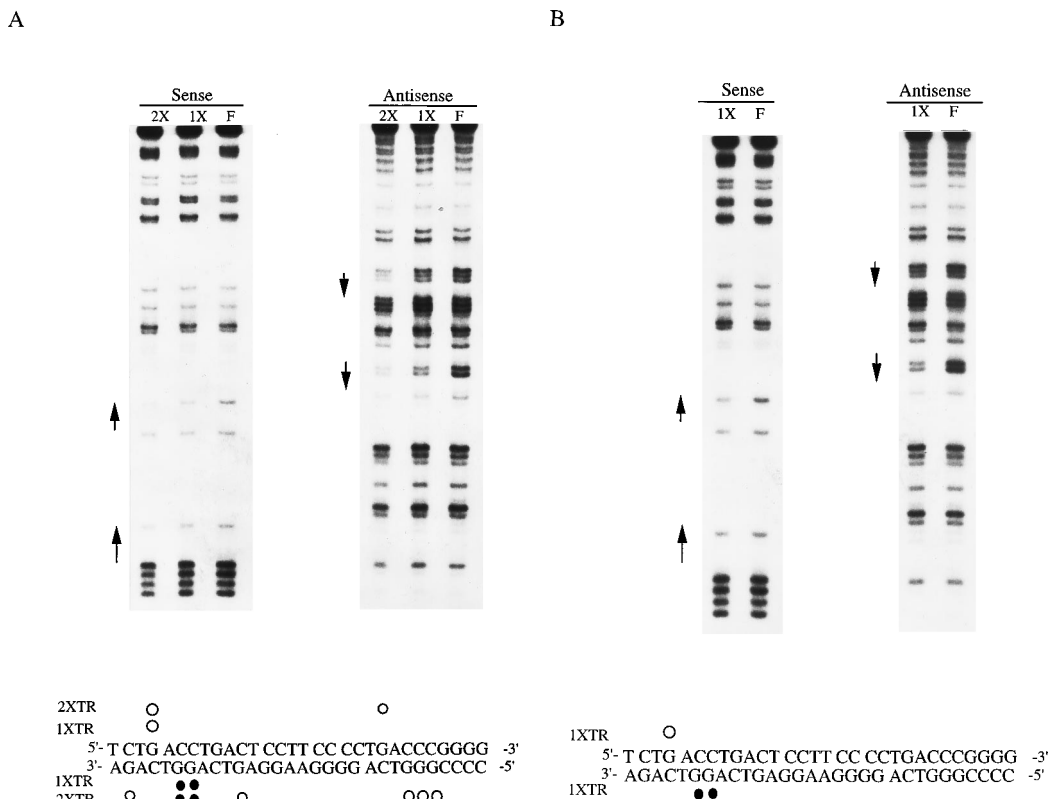 A
B
Sense
2X 1X F
Antisense
2X 1X F
Sense
1X F
Antisense
1X F
2XTR
1XTR
5'- T CTG ACCTGACT CCTT CC CCTGACCCGGGG -3'
3'- AGACTGGACTGAGGAAGGGG ACTGGGCCCC -5'
1XTR
2XTR
1XTR
5'- T CTG ACCTGACT CCTT CC CCTGACCCGGGG -3'
3'- AGACTGGACTGAGGAAGGGG ACTGGGCCCC -5'
1XTR